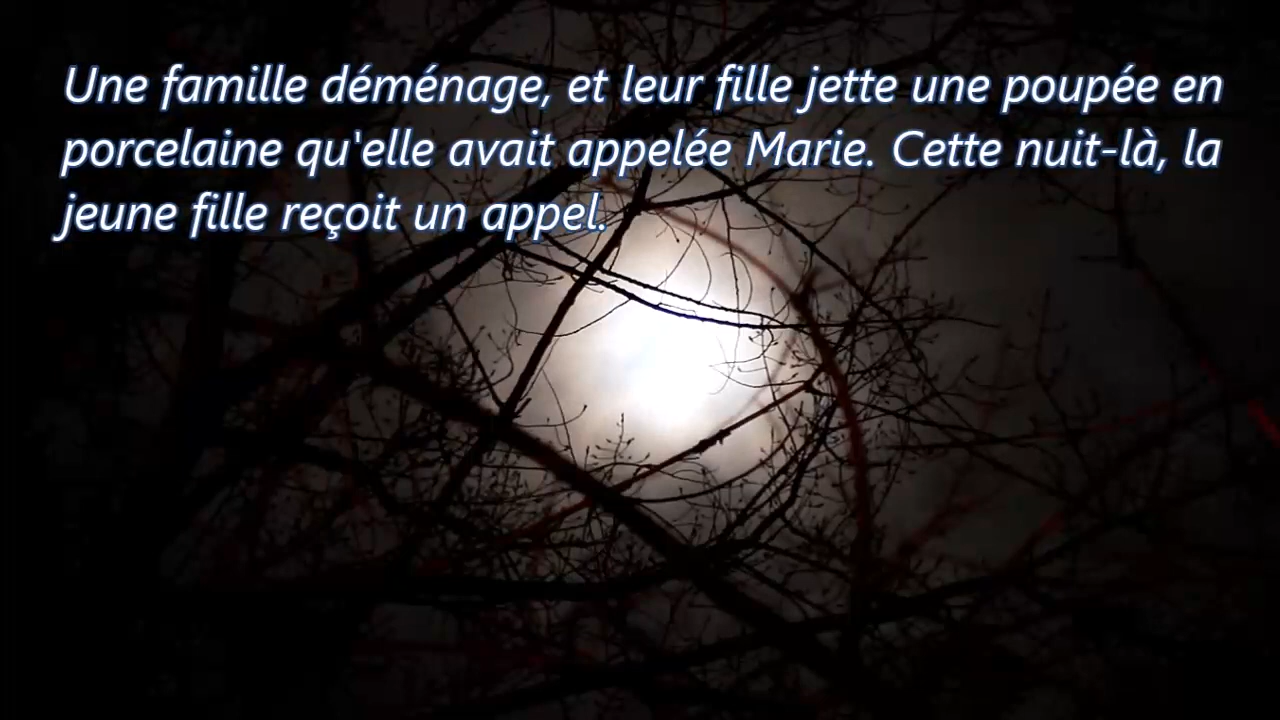 Une famille déménage, et leur fille jette une poupée en
porcelaine qu'elle avait appelée Marie. Cette nuit-là, la
jeune fille reçoit un appel.